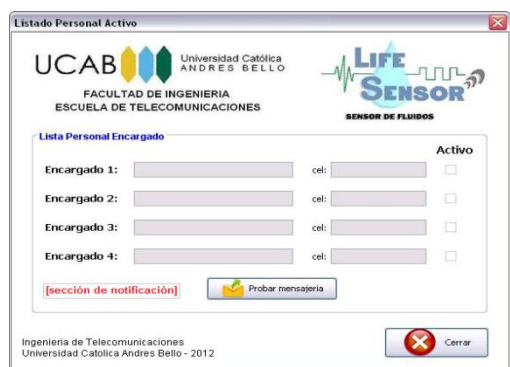 Listado Personal Activo
UCAB
Universidad Católica
ANDRES BELLO
FACULTAD DE INGENIERIA
ESCUELA DE TELECOMUNICACIONES
LIFE
SENSOR
SENSOR DE FLUIDOS
Lista Personal Encargado
Activo
Encargado 1: cel:
Encargado 2: cel:
Encargado 3: cel:
Encargado 4: cel:
[sección de notificación] Probar mensajeria
Ingenieria de Telecomunicaciones
Universidad Catolica Andres Bello - 2012
Cerrar